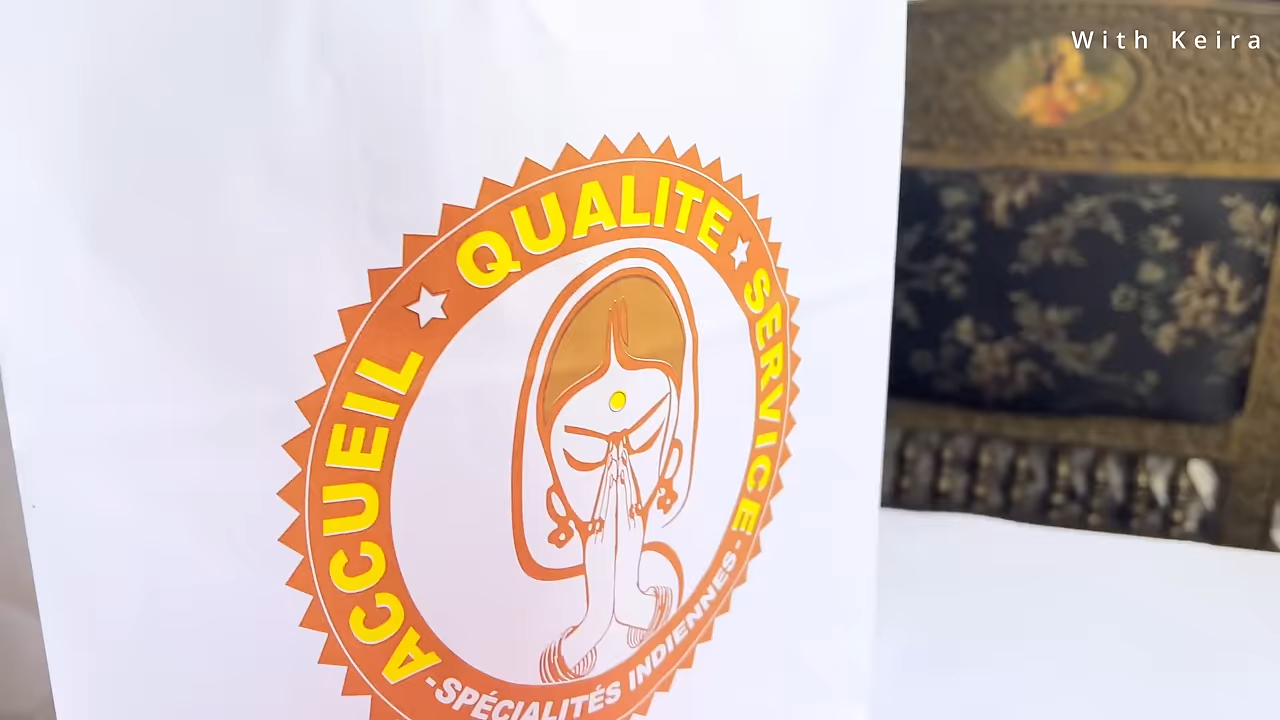 With Keira
ACCUEIL ★ QUALITE ★ SERVICE
-SPÉCIALITÉS INDIENNES-